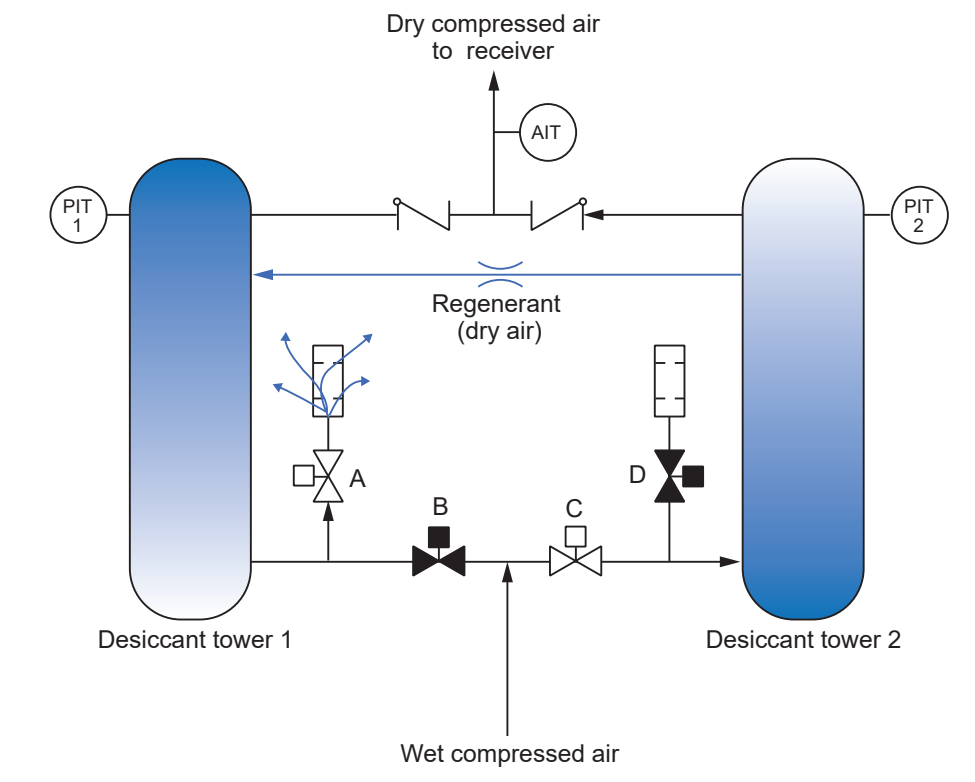 Dry compressed air
to receiver
AIT
PIT
1
PIT
2
Regenerant
(dry air)
A
D
B
C
Desiccant tower 1
Desiccant tower 2
Wet compressed air